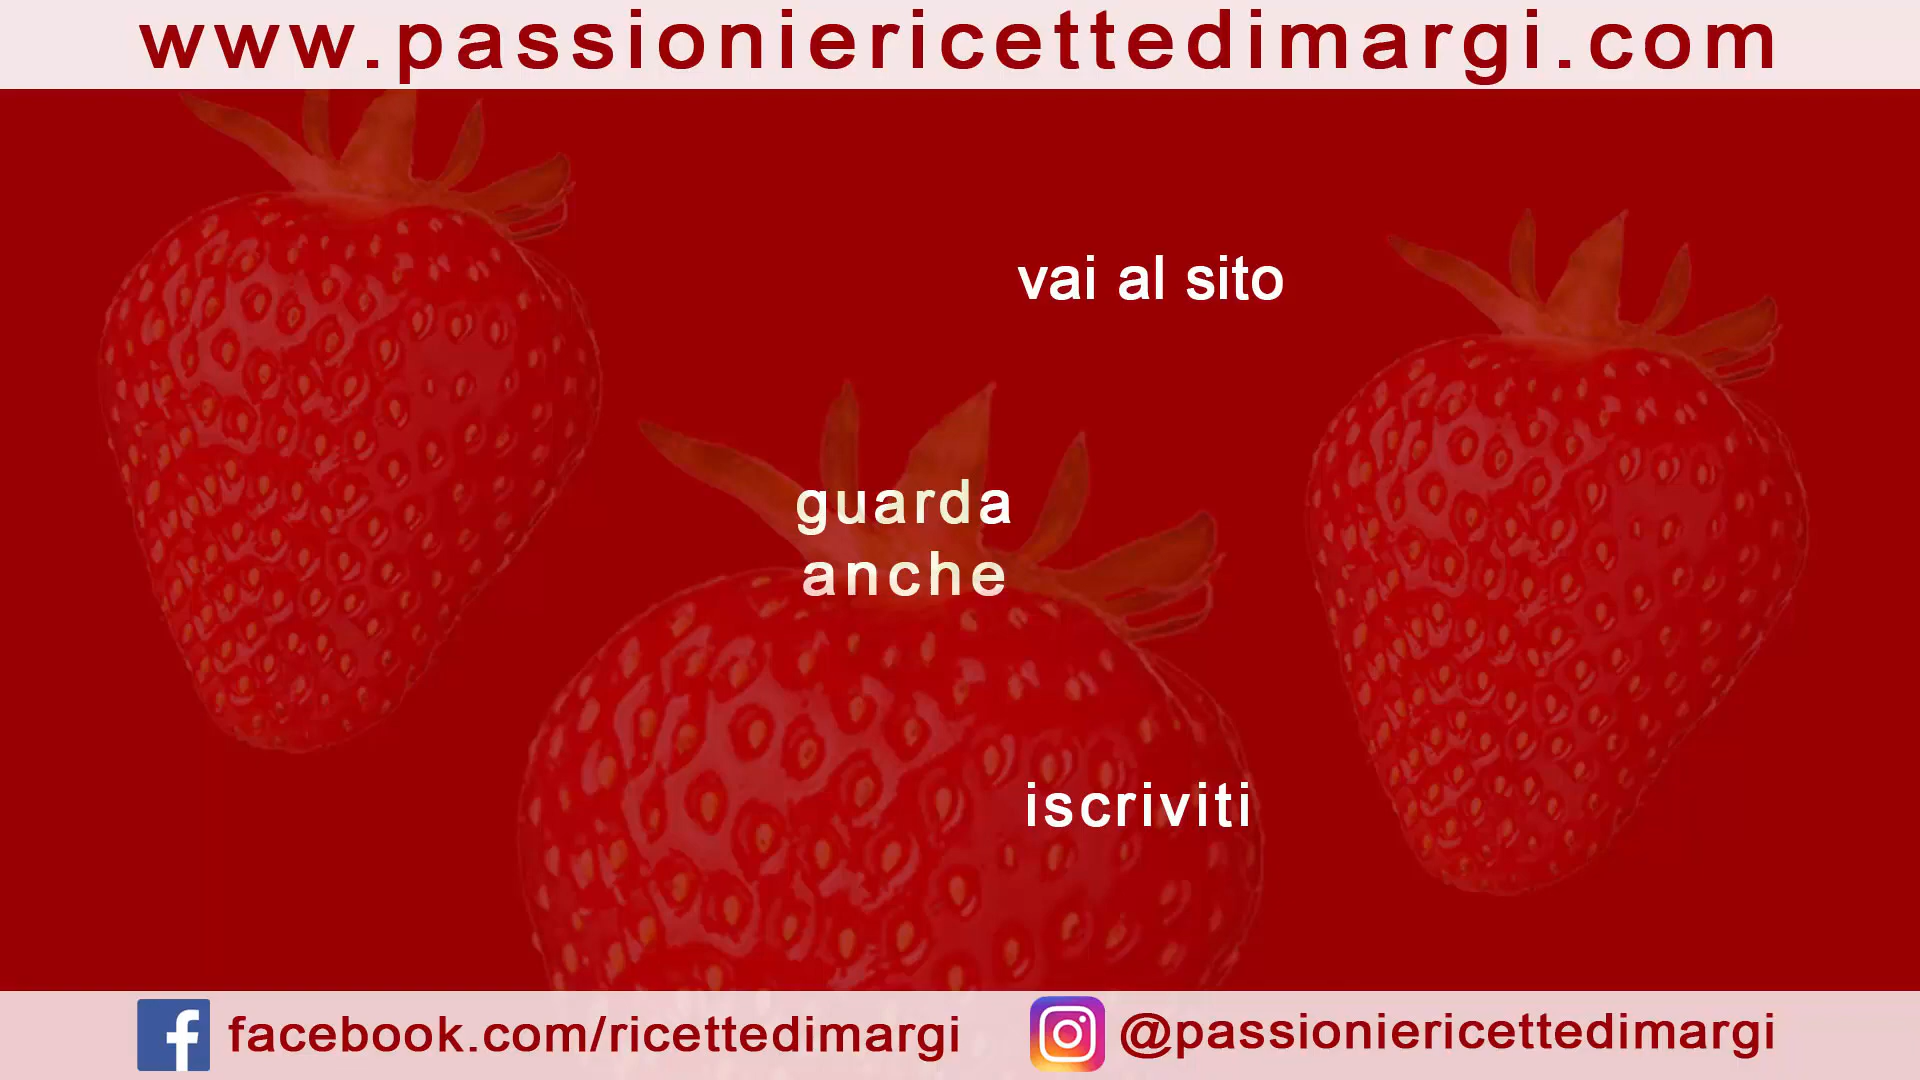 www.passioniericettedimargi.com
vai al sito
guarda
anche
iscriviti
facebook.com/ricettedimargi
@passioniericettedimargi